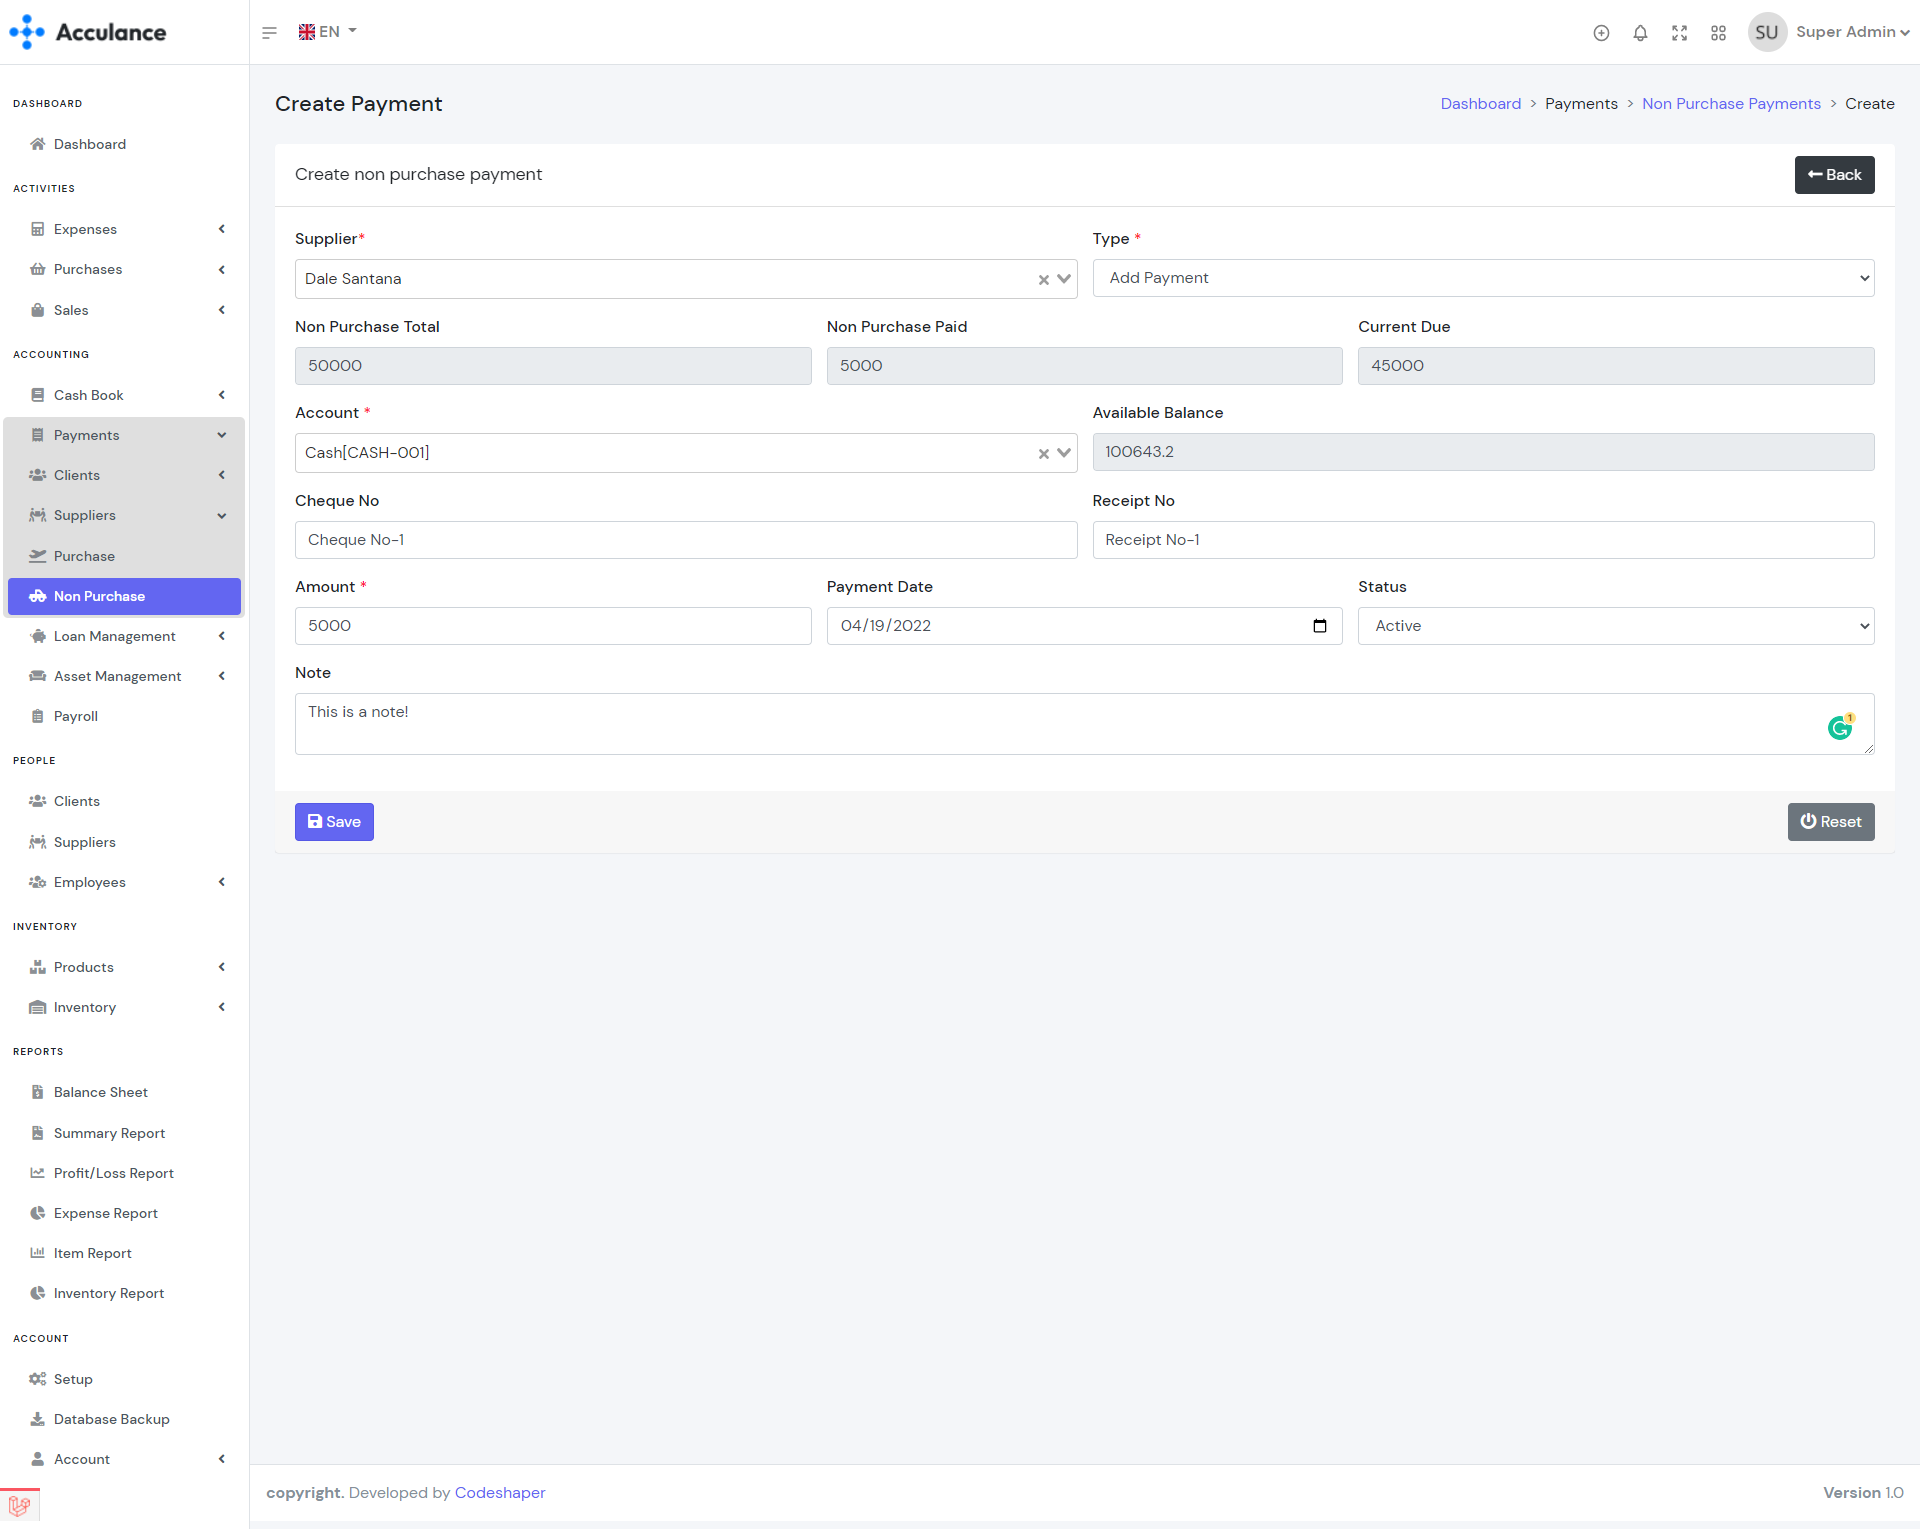 Acculance
EN
SU Super Admin
DASHBOARD
Dashboard
ACTIVITIES
Expenses
Purchases
Sales
ACCOUNTING
Cash Book
Payments
Clients
Suppliers
Purchase
Non Purchase
Loan Management
Asset Management
Payroll
PEOPLE
Clients
Suppliers
Employees
INVENTORY
Products
Inventory
REPORTS
Balance Sheet
Summary Report
Profit/Loss Report
Expense Report
Item Report
Inventory Report
ACCOUNT
Setup
Database Backup
Account
Create Payment
Dashboard > Payments > Non Purchase Payments > Create
Create non purchase payment
Back
Supplier* Type *
Dale Santana Add Payment
Non Purchase Total Non Purchase Paid Current Due
50000 5000 45000
Account * Available Balance
Cash[CASH-001] 100643.2
Cheque No Receipt No
Cheque No-1 Receipt No-1
Amount * Payment Date Status
5000 04/19/2022 Active
Note
This is a note!
1
Save Reset
copyright. Developed by Codeshaper Version 1.0